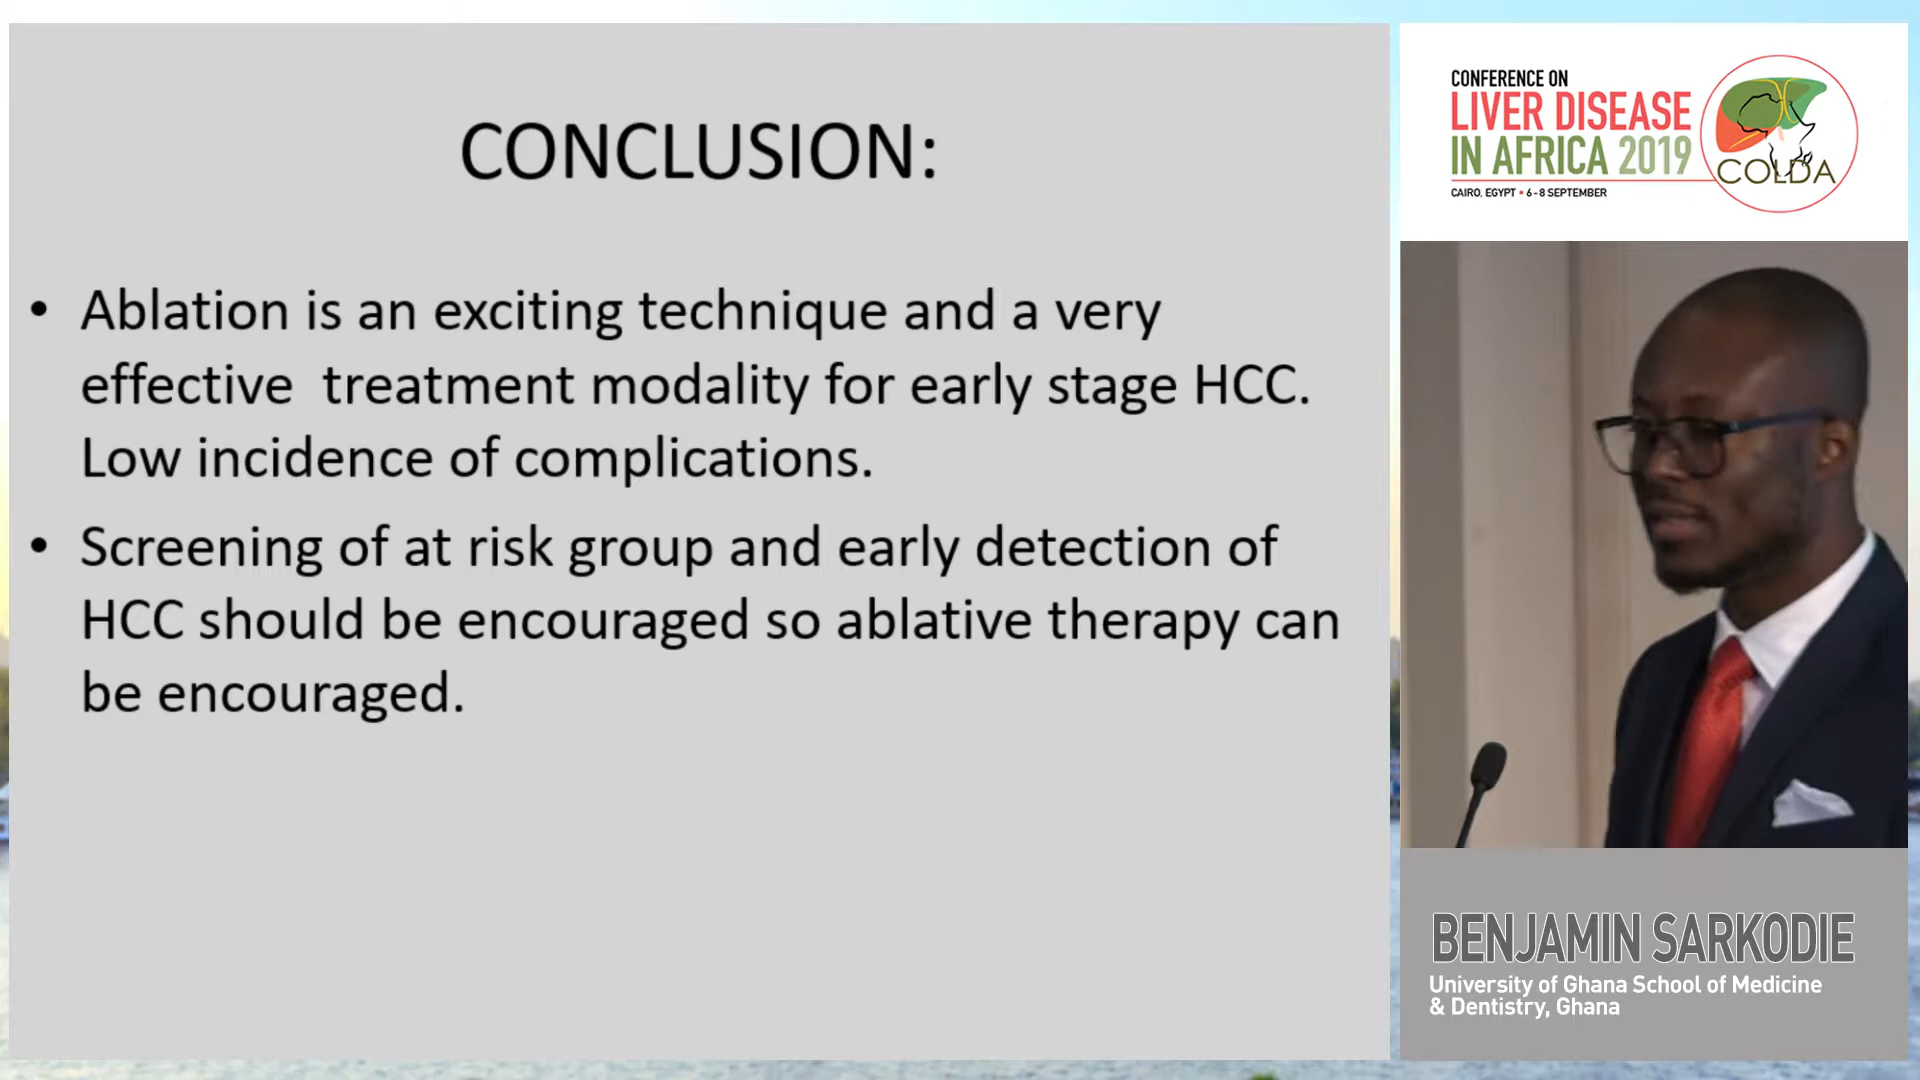 CONCLUSION:
• Ablation is an exciting technique and a very
effective  treatment modality for early stage HCC.
Low incidence of complications.
• Screening of at risk group and early detection of
HCC should be encouraged so ablative therapy can
be encouraged.
CONFERENCE ON
LIVER DISEASE
IN AFRICA 2019
CAIRO, EGYPT • 6 - 8 SEPTEMBER
COLDA
BENJAMIN SARKODIE
University of Ghana School of Medicine
& Dentistry, Ghana